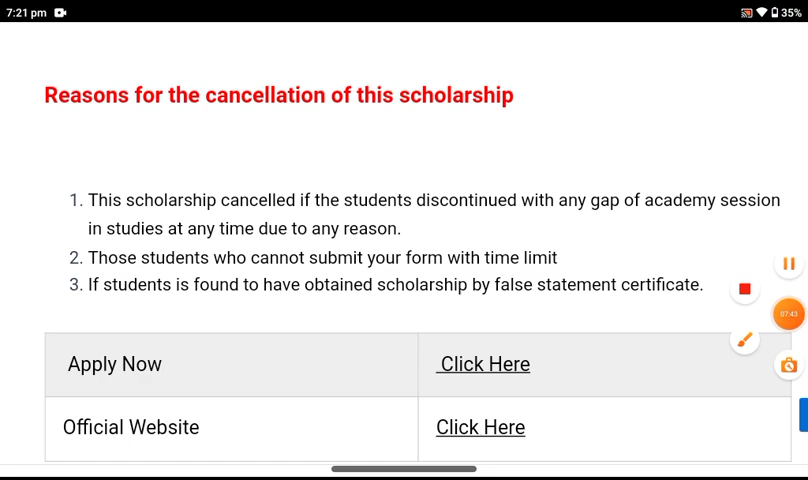 7:21 pm 35%
Reasons for the cancellation of this scholarship
1. This scholarship cancelled if the students discontinued with any gap of academy session
in studies at any time due to any reason.
2. Those students who cannot submit your form with time limit
3. If students is found to have obtained scholarship by false statement certificate.
07:43
Apply Now Click Here
Official Website Click Here